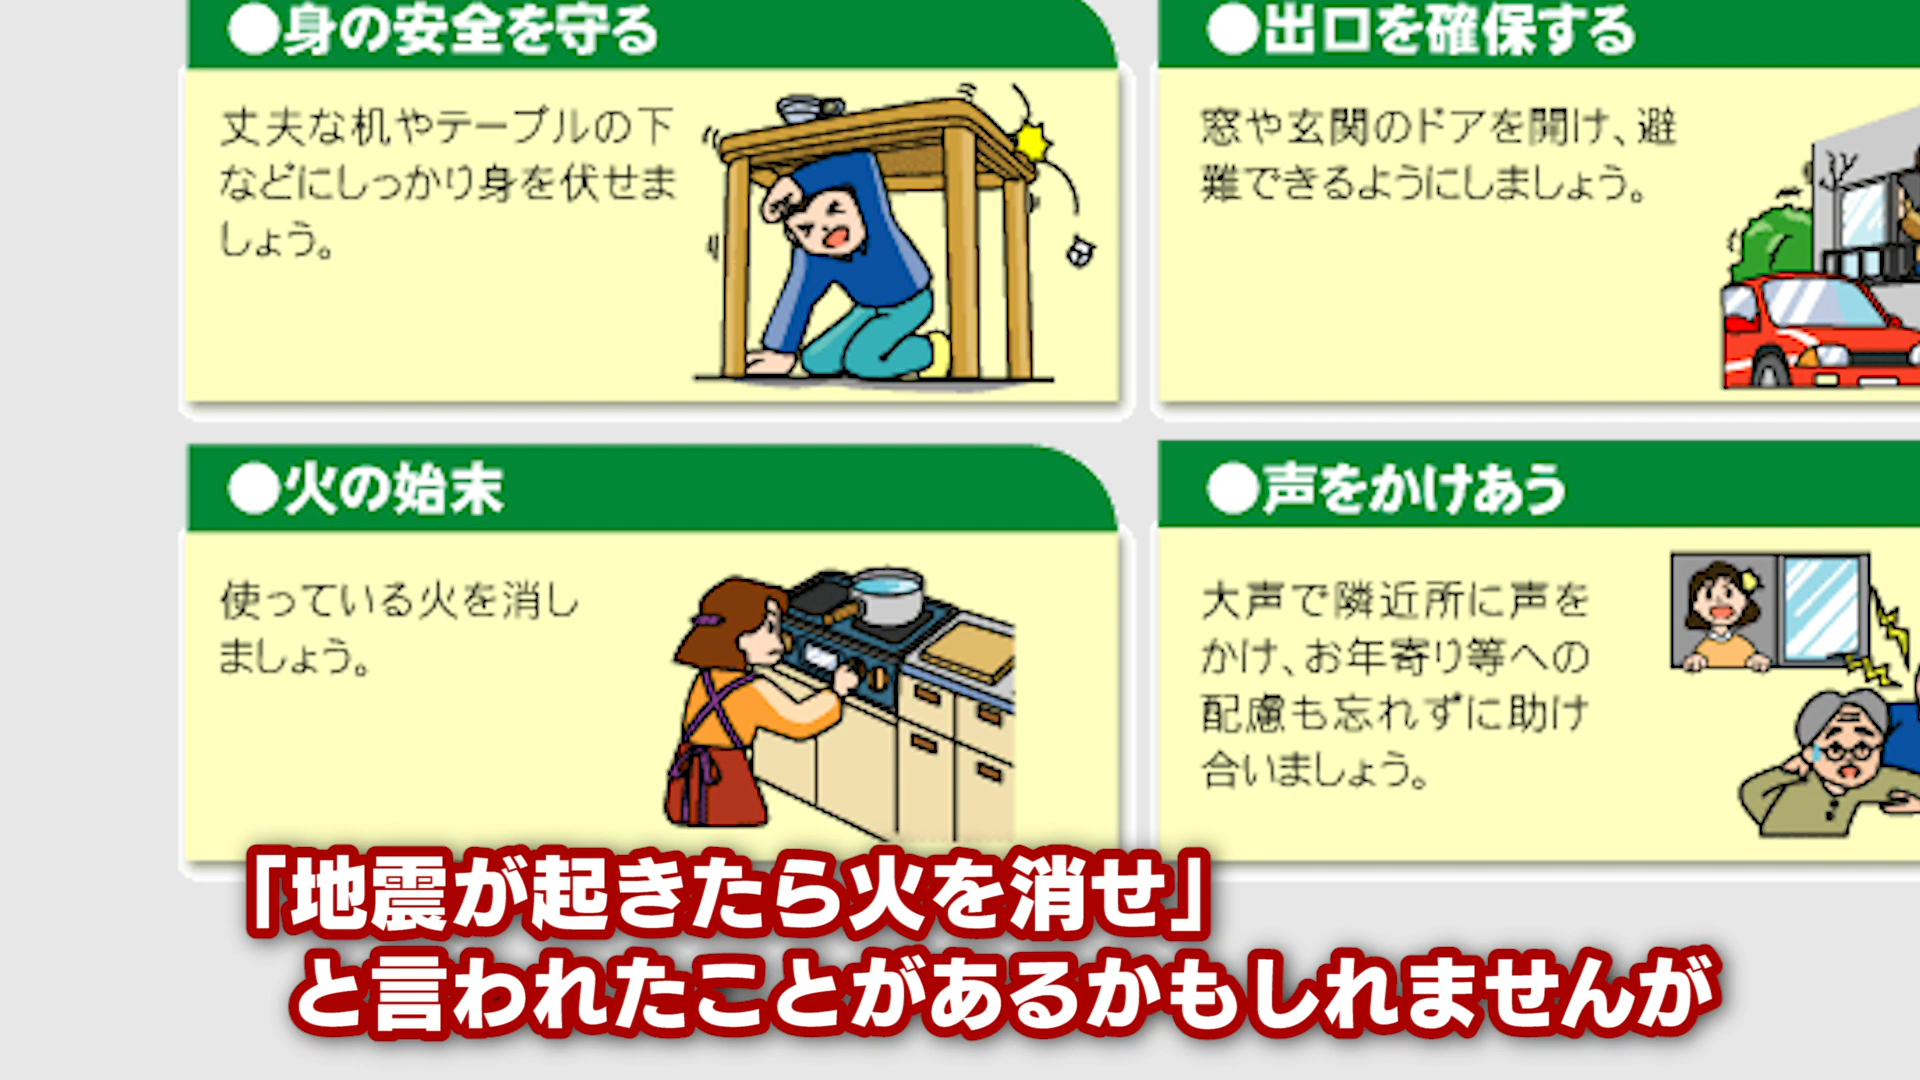 ●身の安全を守る
丈夫な机やテーブルの下
などにしっかり身を伏せま
しょう。
●出口を確保する
窓や玄関のドアを開け、避
難できるようにしましょう。
●火の始末
使っている火を消し
ましょう。
●声をかけあう
大声で隣近所に声を
かけ、お年寄り等への
配慮も忘れずに助け
合いましょう。
「地震が起きたら火を消せ」
と言われたことがあるかもしれませんが